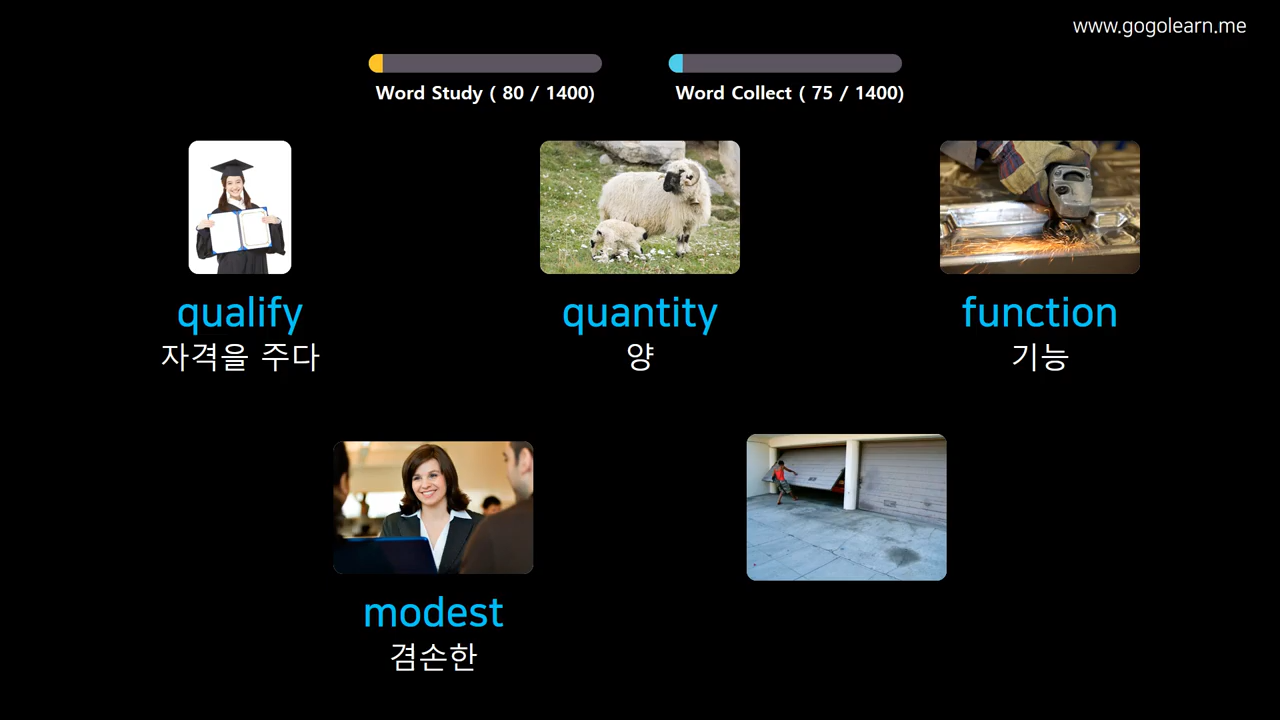 www.gogolearn.me
Word Study ( 80 / 1400)
Word Collect ( 75 / 1400)
qualify
자격을 주다
quantity
양
function
기능
modest
겸손한